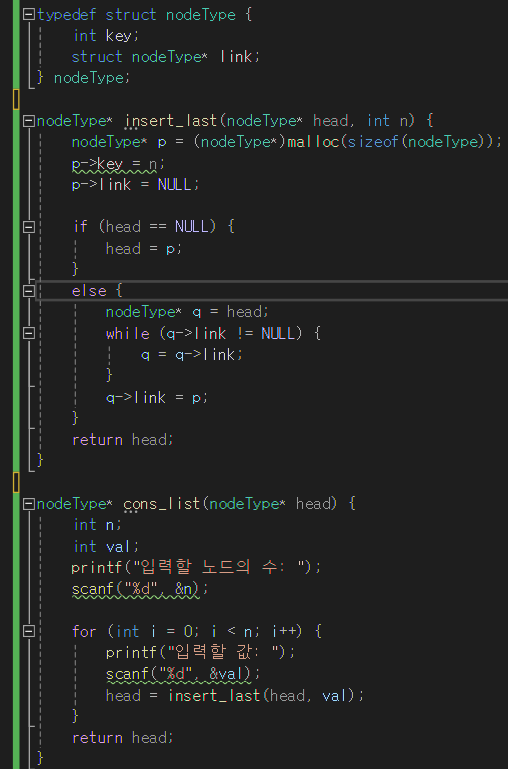 typedef struct nodeType {
    int key;
    struct nodeType* link;
} nodeType;

nodeType* insert_last(nodeType* head, int n) {
    nodeType* p = (nodeType*)malloc(sizeof(nodeType));
    p->key = n;
    p->link = NULL;

    if (head == NULL) {
        head = p;
    }
    else {
        nodeType* q = head;
        while (q->link != NULL) {
            q = q->link;
        }
        q->link = p;
    }
    return head;
}

nodeType* cons_list(nodeType* head) {
    int n;
    int val;
    printf("입력할 노드의 수: ");
    scanf("%d", &n);

    for (int i = 0; i < n; i++) {
        printf("입력할 값: ");
        scanf("%d", &val);
        head = insert_last(head, val);
    }
    return head;
}